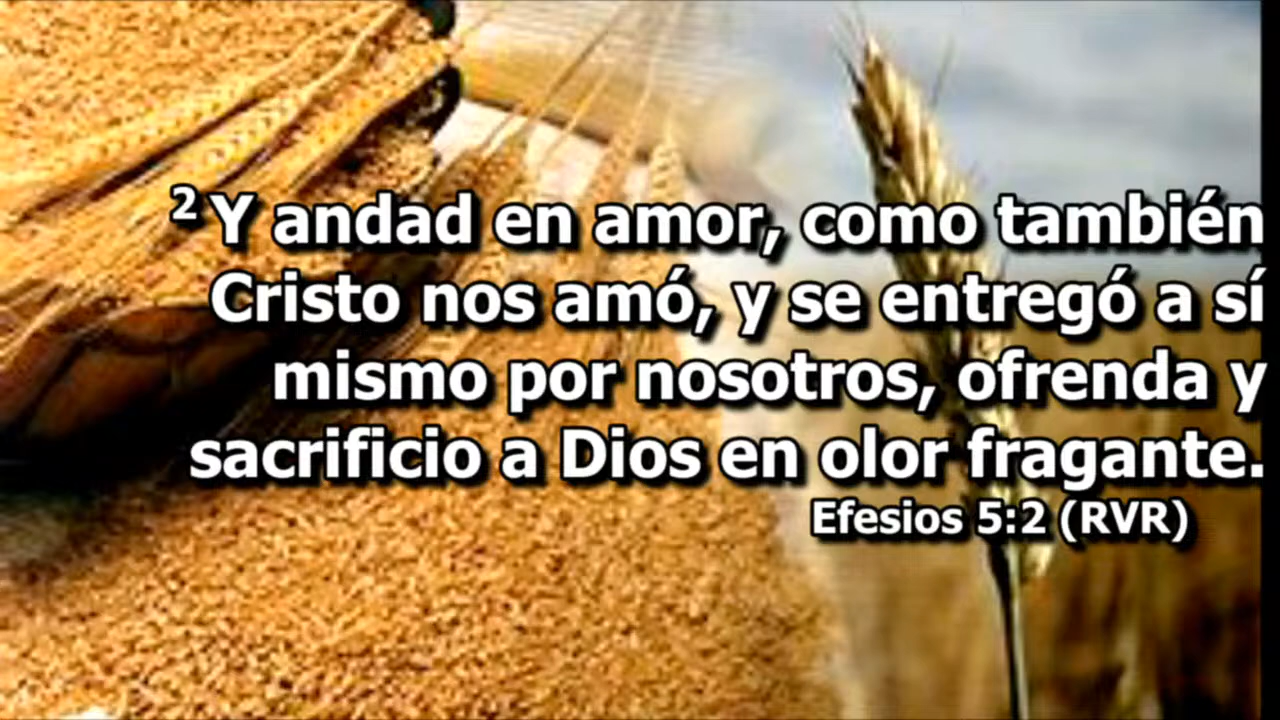 2 Y andad en amor, como también
Cristo nos amó, y se entregó a sí
mismo por nosotros, ofrenda y
sacrificio a Dios en olor fragante.
Efesios 5:2 (RVR)